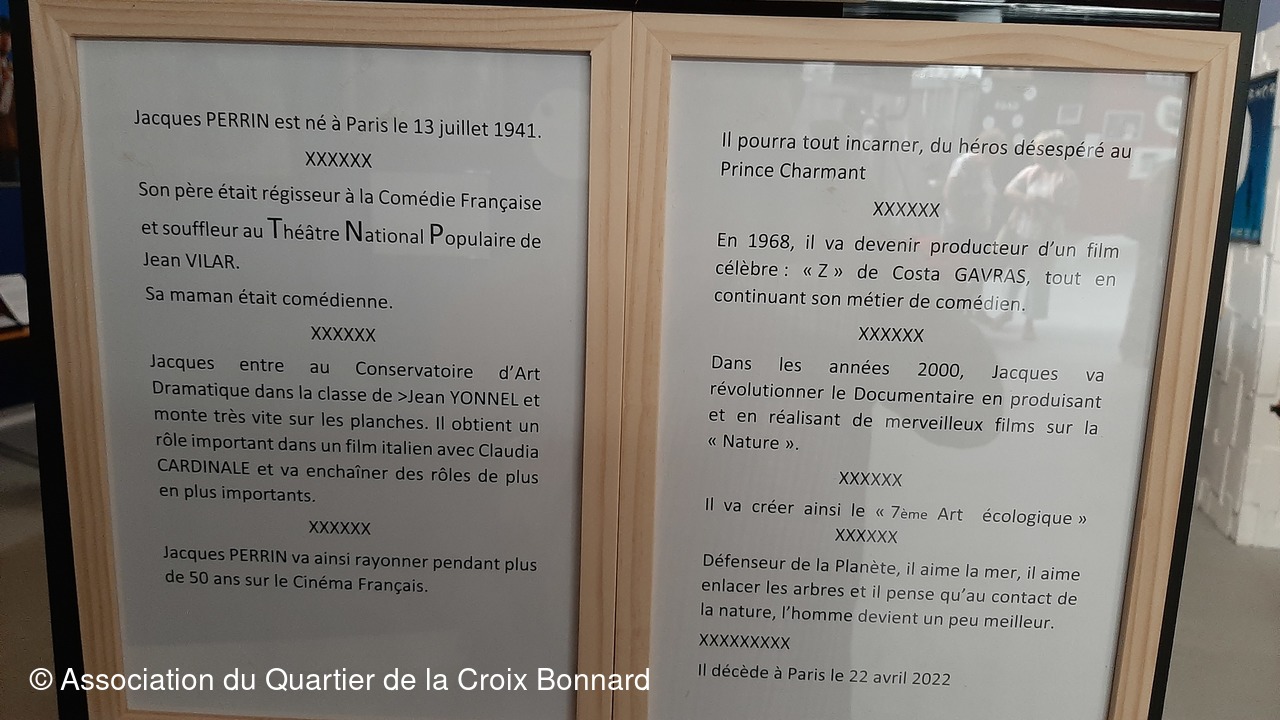 Jacques PERRIN est né à Paris le 13 juillet 1941.
XXXXXX
Son père était régisseur à la Comédie Française
et souffleur au Théâtre National Populaire de
Jean VILAR.
Sa maman était comédienne.
XXXXXX
Jacques entre au Conservatoire d'Art
Dramatique dans la classe de >Jean YONNEL et
monte très vite sur les planches. Il obtient un
rôle important dans un film italien avec Claudia
CARDINALE et va enchaîner des rôles de plus
en plus importants.
XXXXXX
Jacques PERRIN va ainsi rayonner pendant plus
de 50 ans sur le Cinéma Français.
Il pourra tout incarner, du héros désespéré au
Prince Charmant
XXXXXX
En 1968, il va devenir producteur d'un film
célèbre : « Z » de Costa GAVRAS, tout en
continuant son métier de comédien.
XXXXXX
Dans les années 2000, Jacques va
révolutionner le Documentaire en produisant
et en réalisant de merveilleux films sur la
« Nature ».
XXXXXX
Il va créer ainsi le « 7ème Art écologique »
XXXXXX
Défenseur de la Planète, il aime la mer, il aime
enlacer les arbres et il pense qu'au contact de
la nature, l'homme devient un peu meilleur.
XXXXXXXXX
Il décède à Paris le 22 avril 2022
© Association du Quartier de la Croix Bonnard